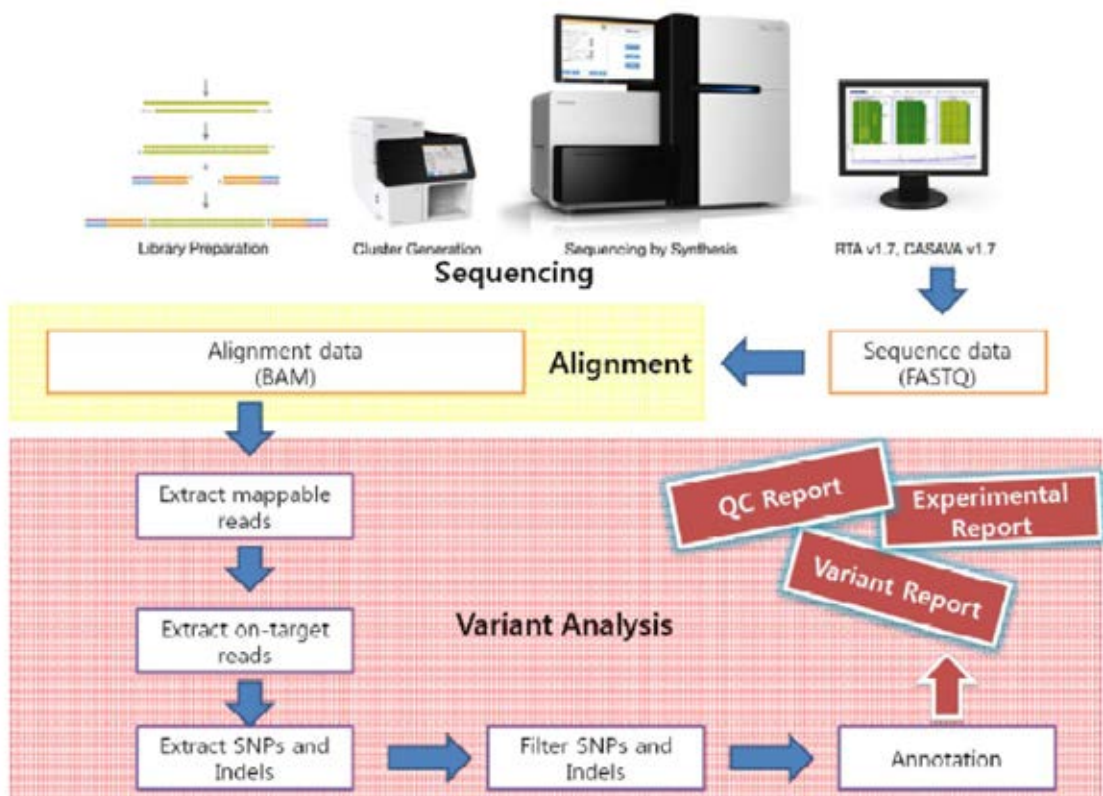 Library Preparation
Cluster Generation
Sequencing by Synthesis
RTA v1.7, CASAVA v1.7
Sequencing
Alignment data
(BAM)
Alignment
Sequence data
(FASTQ)
Extract mappable
reads
QC Report
Experimental
Report
Variant Report
Extract on-target
reads
Variant Analysis
Extract SNPs and
Indels
Filter SNPs and
Indels
Annotation